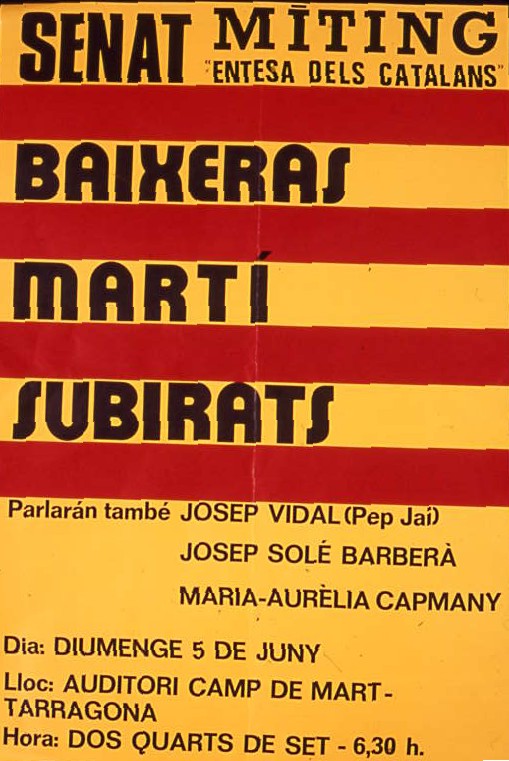 SENAT MÍTING
"ENTESA DELS CATALANS"
BAIXERAS
MARTÍ
SUBIRATS
Parlarán també JOSEP VIDAL (Pep Jaí)
JOSEP SOLÉ BARBERÀ
MARIA-AURÈLIA CAPMANY
Dia: DIUMENGE 5 DE JUNY
Lloc: AUDITORI CAMP DE MART-
TARRAGONA
Hora: DOS QUARTS DE SET - 6,30 h.